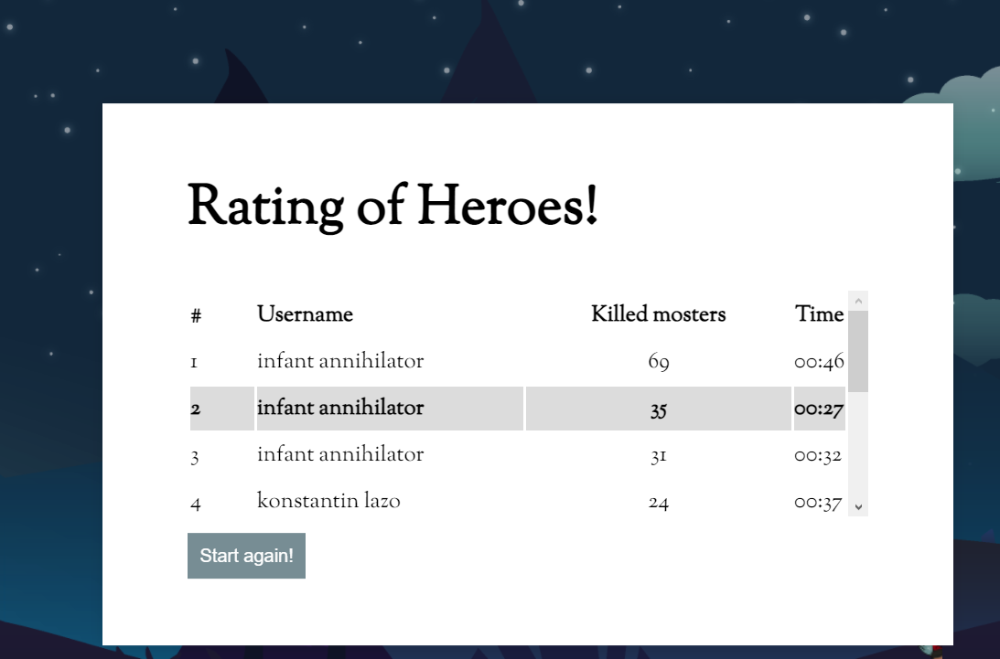 Rating of Heroes!
# Username Killed mosters Time
1 infant annihilator 69 00:46
2 infant annihilator 35 00:27
3 infant annihilator 31 00:32
4 konstantin lazo 24 00:37
Start again!